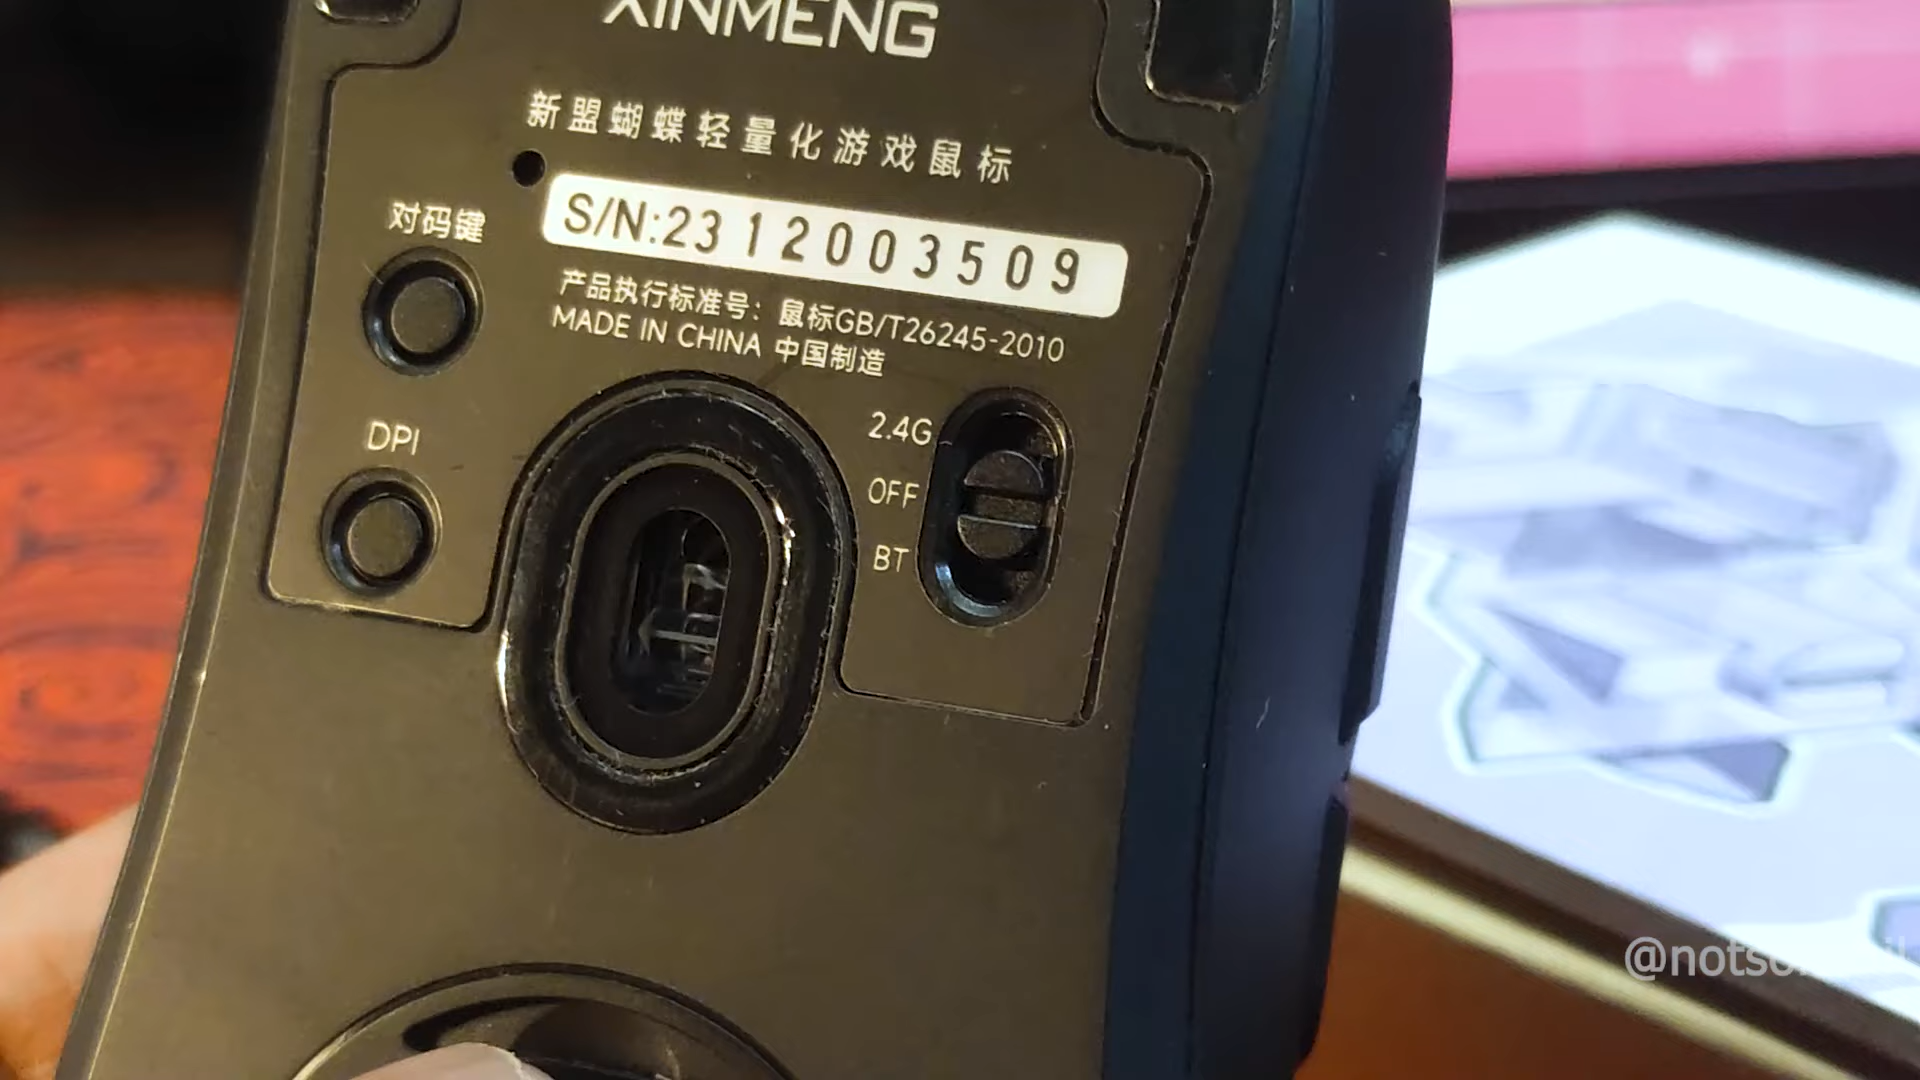 XINMENG
新盟蝴蝶轻量化游戏鼠标
S/N:2312003509
对码键
产品执行标准号：鼠标GB/T26245-2010
MADE IN CHINA 中国制造
DPI
2.4G
OFF
BT